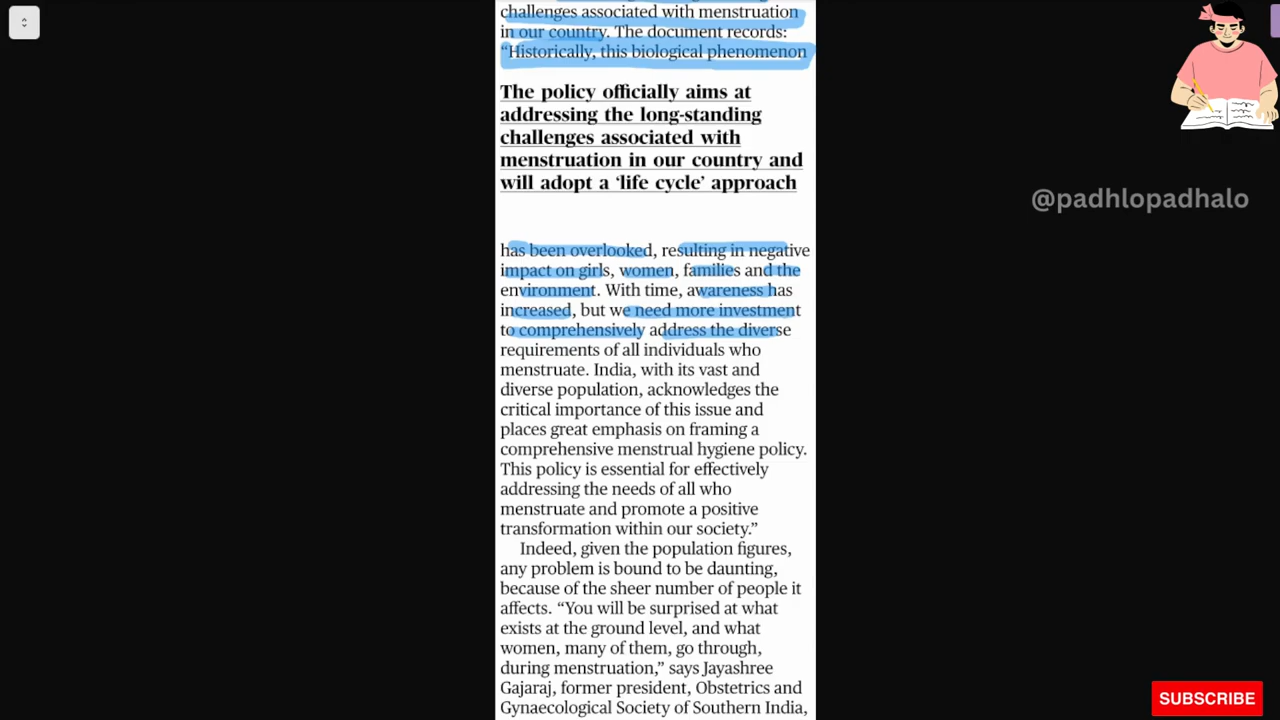 challenges associated with menstruation
in our country. The document records:
“Historically, this biological phenomenon
The policy officially aims at
addressing the long-standing
challenges associated with
menstruation in our country and
will adopt a ‘life cycle’ approach
@padhlopadhalo
has been overlooked, resulting in negative
impact on girls, women, families and the
environment. With time, awareness has
increased, but we need more investment
to comprehensively address the diverse
requirements of all individuals who
menstruate. India, with its vast and
diverse population, acknowledges the
critical importance of this issue and
places great emphasis on framing a
comprehensive menstrual hygiene policy.
This policy is essential for effectively
addressing the needs of all who
menstruate and promote a positive
transformation within our society.”
Indeed, given the population figures,
any problem is bound to be daunting,
because of the sheer number of people it
affects. “You will be surprised at what
exists at the ground level, and what
women, many of them, go through,
during menstruation,” says Jayashree
Gajaraj, former president, Obstetrics and
Gynaecological Society of Southern India,
SUBSCRIBE